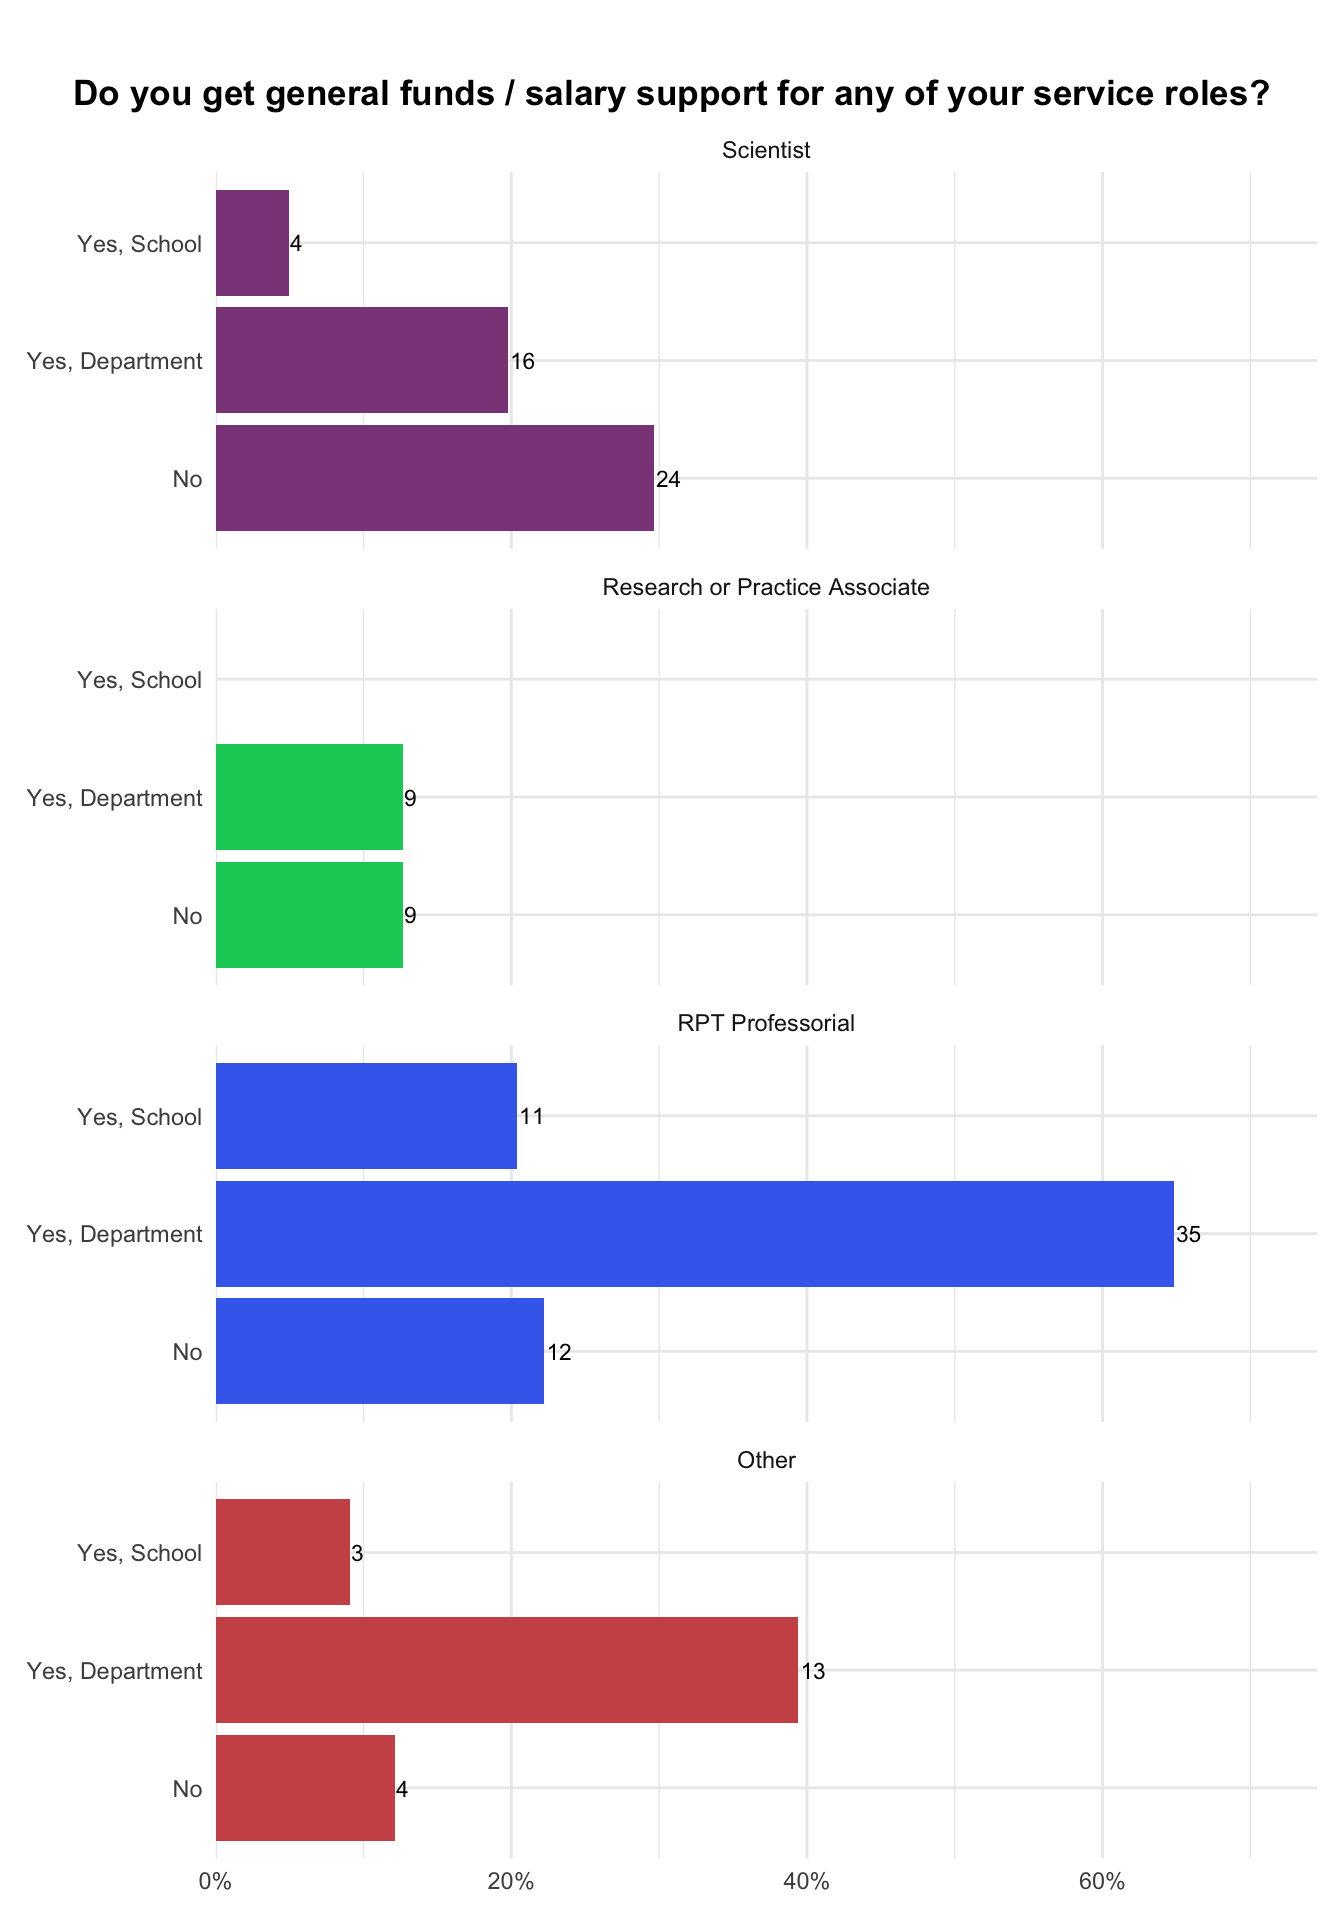 Do you get general funds / salary support for any of your service roles?
Scientist
Yes, School
4
Yes, Department
16
No
24
Research or Practice Associate
Yes, School
Yes, Department
9
No
9
RPT Professorial
Yes, School
11
Yes, Department
35
No
12
Other
Yes, School
3
Yes, Department
13
No
4
0% 20% 40% 60%